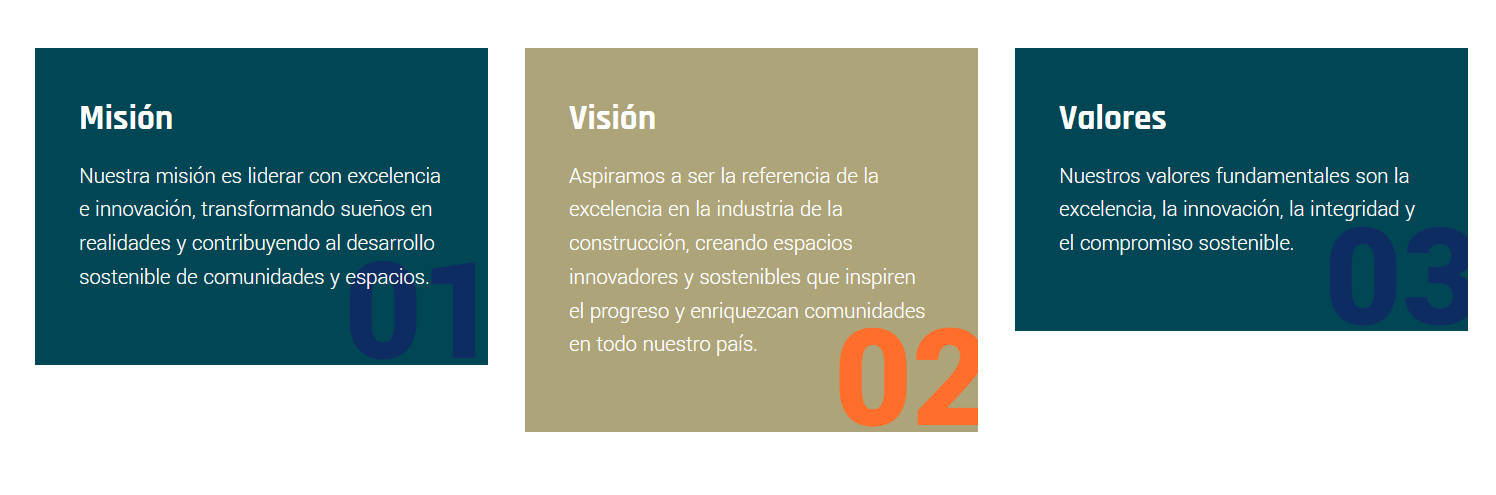 Misión
Nuestra misión es liderar con excelencia
e innovación, transformando sueños en
realidades y contribuyendo al desarrollo
sostenible de comunidades y espacios.
01
Visión
Aspiramos a ser la referencia de la
excelencia en la industria de la
construcción, creando espacios
innovadores y sostenibles que inspiren
el progreso y enriquezcan comunidades
en todo nuestro país.
02
Valores
Nuestros valores fundamentales son la
excelencia, la innovación, la integridad y
el compromiso sostenible.
03